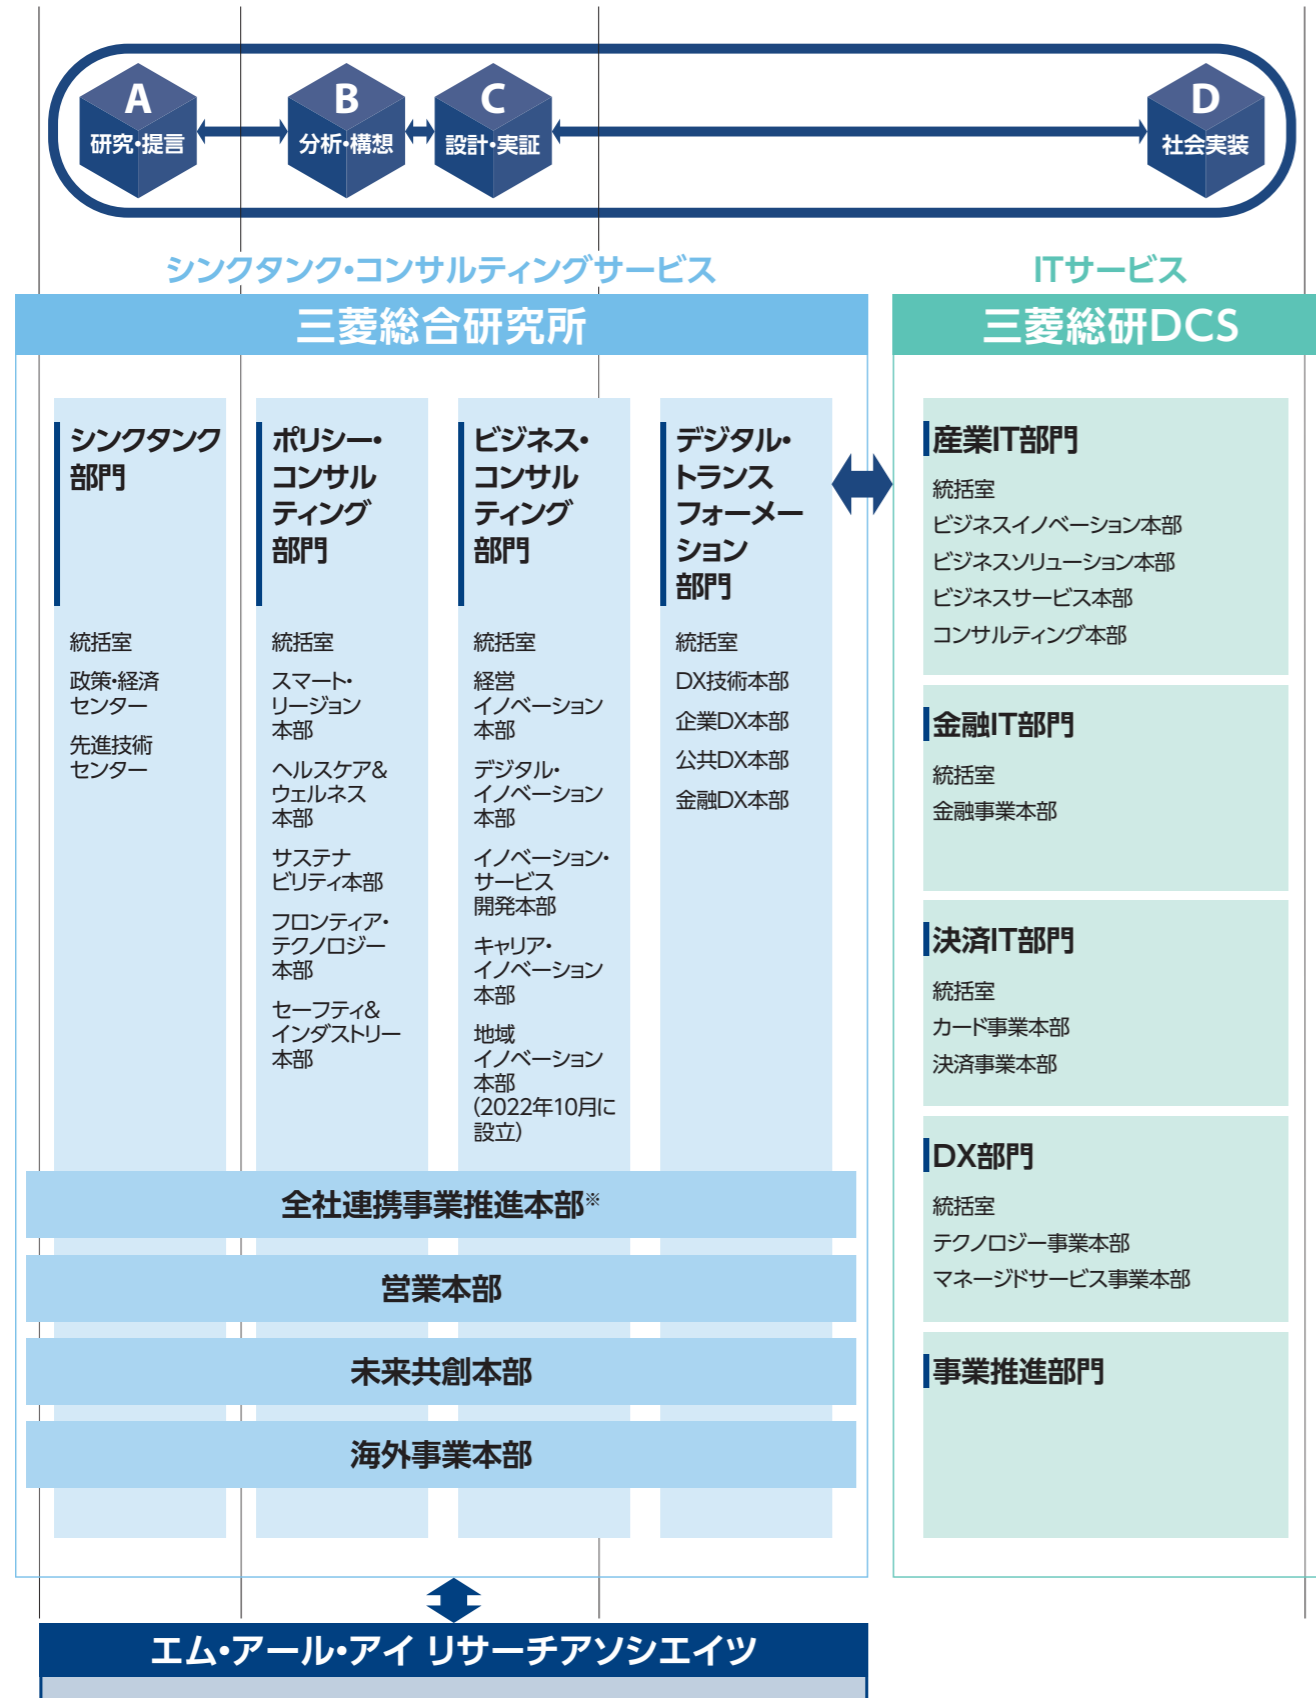 A
研究・提言
B
分析・構想
C
設計・実証
D
社会実装
シンクタンク・コンサルティングサービス
三菱総合研究所
シンクタンク
部門
統括室
政策・経済
センター
先進技術
センター
ポリシー・
コンサル
ティング
部門
統括室
スマート・
リージョン
本部
ヘルスケア&
ウェルネス
本部
サステナ
ビリティ本部
フロンティア・
テクノロジー
本部
セーフティ&
インダストリー
本部
ビジネス・
コンサル
ティング
部門
統括室
経営
イノベーション
本部
デジタル・
イノベーション
本部
イノベーション・
サービス
開発本部
キャリア・
イノベーション
本部
地域
イノベーション
本部
(2022年10月に
設立)
デジタル・
トランス
フォーメー
ション
部門
統括室
DX技術本部
企業DX本部
公共DX本部
金融DX本部
全社連携事業推進本部※
営業本部
未来共創本部
海外事業本部
エム・アール・アイ リサーチアソシエイツ
ITサービス
三菱総研DCS
産業IT部門
統括室
ビジネスイノベーション本部
ビジネスソリューション本部
ビジネスサービス本部
コンサルティング本部
金融IT部門
統括室
金融事業本部
決済IT部門
統括室
カード事業本部
決済事業本部
DX部門
統括室
テクノロジー事業本部
マネージドサービス事業本部
事業推進部門